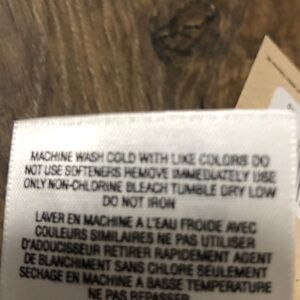 MACHINE WASH COLD WITH LIKE COLORS DO
NOT USE SOFTENERS REMOVE IMMEDIATELY USE
ONLY NON-CHLORINE BLEACH TUMBLE DRY LOW
DO NOT IRON
LAVER EN MACHINE A L'EAU FROIDE AVEC
COULEURS SIMILAIRES NE PAS UTILISER
D'ADOUCISSEUR RETIRER RAPIDEMENT AGENT
DE BLANCHIMENT SANS CHLORE SEULEMENT
SECHAGE EN MACHINE A BASSE TEMPERATURE
NE PAS REPASSER